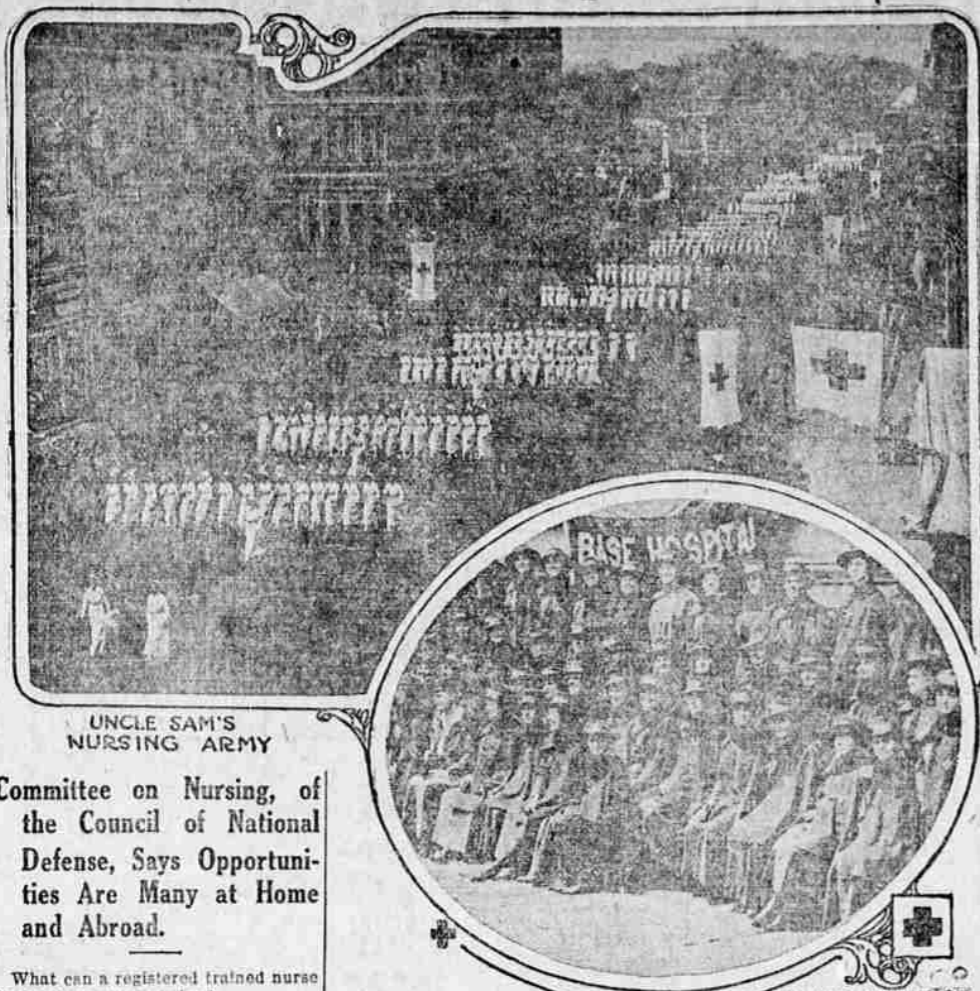 BASE HOSPITAL
UNCLE SAM'S
NURSING ARMY
Committee on Nursing, of
the Council of National
Defense, Says Opportuni-
ties Are Many at Home
and Abroad.
What can a registered trained nurse